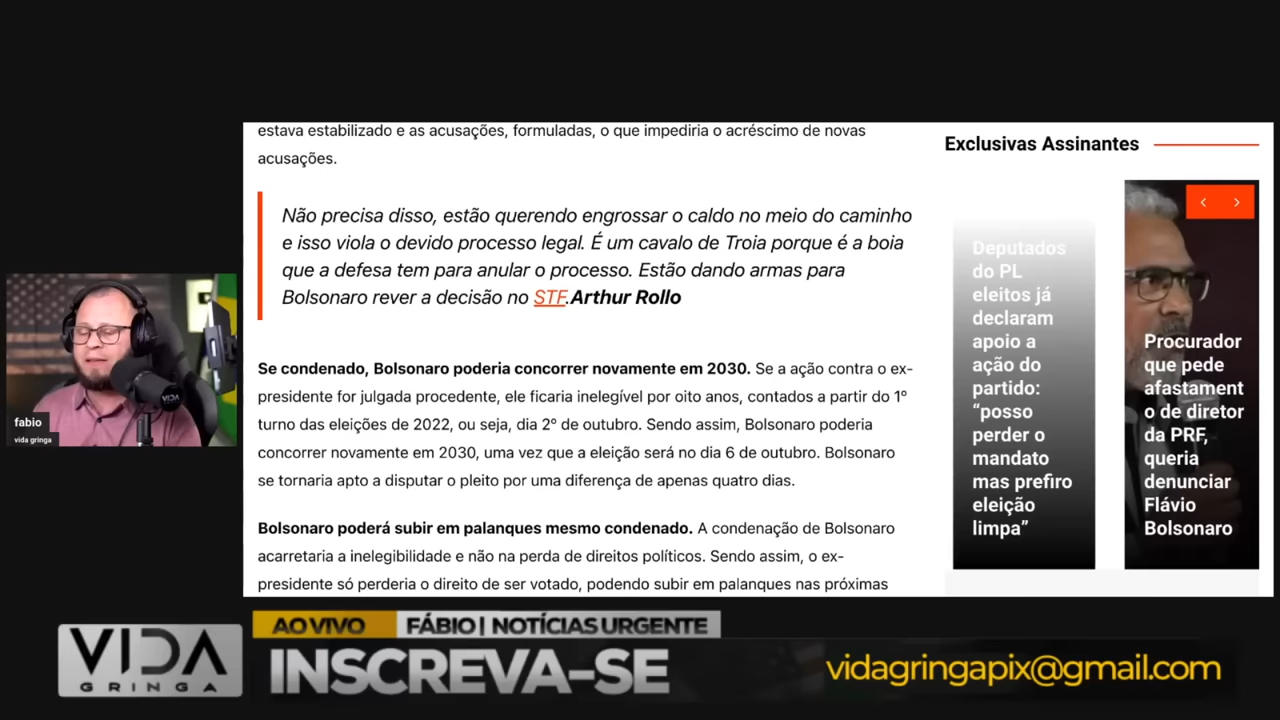 estava estabilizado e as acusações, formuladas, o que impediria o acréscimo de novas
acusações.
Não precisa disso, estão querendo engrossar o caldo no meio do caminho
e isso viola o devido processo legal. É um cavalo de Troia porque é a boia
que a defesa tem para anular o processo. Estão dando armas para
Bolsonaro rever a decisão no STF.Arthur Rollo
Se condenado, Bolsonaro poderia concorrer novamente em 2030. Se a ação contra o ex-
presidente for julgada procedente, ele ficaria inelegível por oito anos, contados a partir do 1º
turno das eleições de 2022, ou seja, dia 2º de outubro. Sendo assim, Bolsonaro poderia
concorrer novamente em 2030, uma vez que a eleição será no dia 6 de outubro. Bolsonaro
se tornaria apto a disputar o pleito por uma diferença de apenas quatro dias.
Bolsonaro poderá subir em palanques mesmo condenado. A condenação de Bolsonaro
acarretaria a inelegibilidade e não na perda de direitos políticos. Sendo assim, o ex-
presidente só perderia o direito de ser votado, podendo subir em palanques nas próximas
Exclusivas Assinantes
Deputados
do PL
eleitos já
declaram
apoio a
ação do
partido:
“posso
perder o
mandato
mas prefiro
eleição
limpa”
Procurador
que pede
afastament
o de diretor
da PRF,
queria
denunciar
Flávio
Bolsonaro
fabio
vida gringa
VIDA
GRINGA
AO VIVO
FÁBIO | NOTÍCIAS URGENTE
INSCREVA-SE
vidagringapix@gmail.com